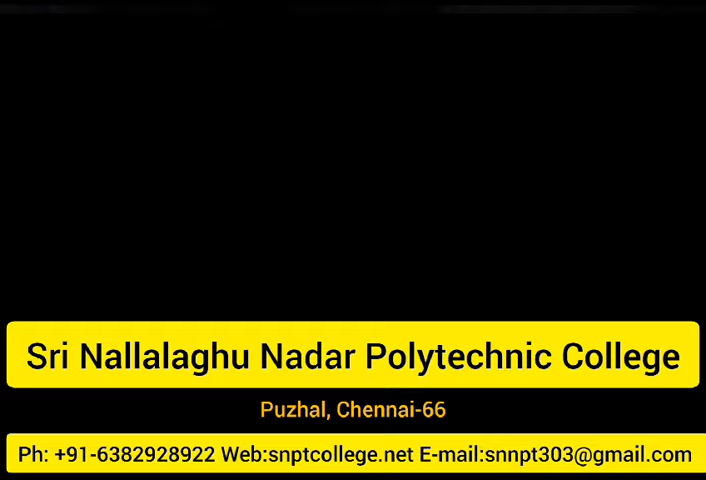 Sri Nallalaghu Nadar Polytechnic College
Puzhal, Chennai-66
Ph: +91-6382928922 Web:snptcollege.net E-mail:snnpt303@gmail.com